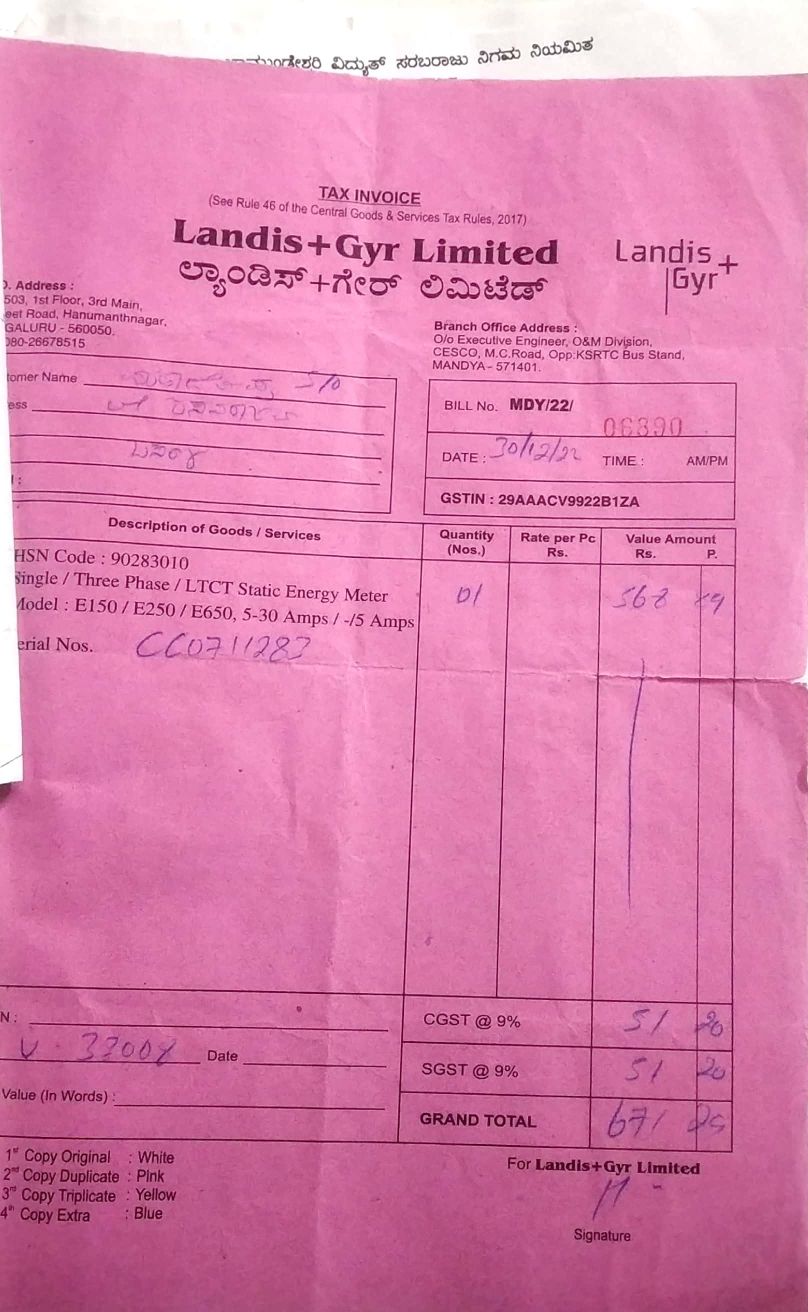 ವಿದ್ಯುತ್ ಸರಬರಾಜು ನಿಗಮ ನಿಯಮಿತ
TAX INVOICE
(See Rule 46 of the Central Goods & Services Tax Rules, 2017)
Landis+Gyr Limited
ಲ್ಯಾಂಡಿಸ್+ಗೇರ್ ಲಿಮಿಟೆಡ್
Landis
Gyr+
Address :
503, 1st Floor, 3rd Main,
Road, Hanumanthnagar,
GALURU - 560050.
080-26678515
Branch Office Address :
O/o Executive Engineer, O&M Division,
CESCO, M.C.Road, Opp:KSRTC Bus Stand,
MANDYA - 571401.
Name S/o
BILL No. MDY/22/ 06890
DATE : 30/12/22 TIME : AM/PM
GSTIN : 29AAACV9922B1ZA
Description of Goods / Services Quantity (Nos.) Rate per Pc Rs. Value Amount Rs. P.
HSN Code : 90283010
Single / Three Phase / LTCT Static Energy Meter 01 568
Model : E150 / E250 / E650, 5-30 Amps / -/5 Amps
Serial Nos. CC0711283
N :
CGST @ 9% 51 20
Date
SGST @ 9% 51 20
Value (In Words) :
GRAND TOTAL 671
1st Copy Original : White
2nd Copy Duplicate : Pink
3rd Copy Triplicate : Yellow
4th Copy Extra : Blue
For Landis+Gyr Limited
Signature